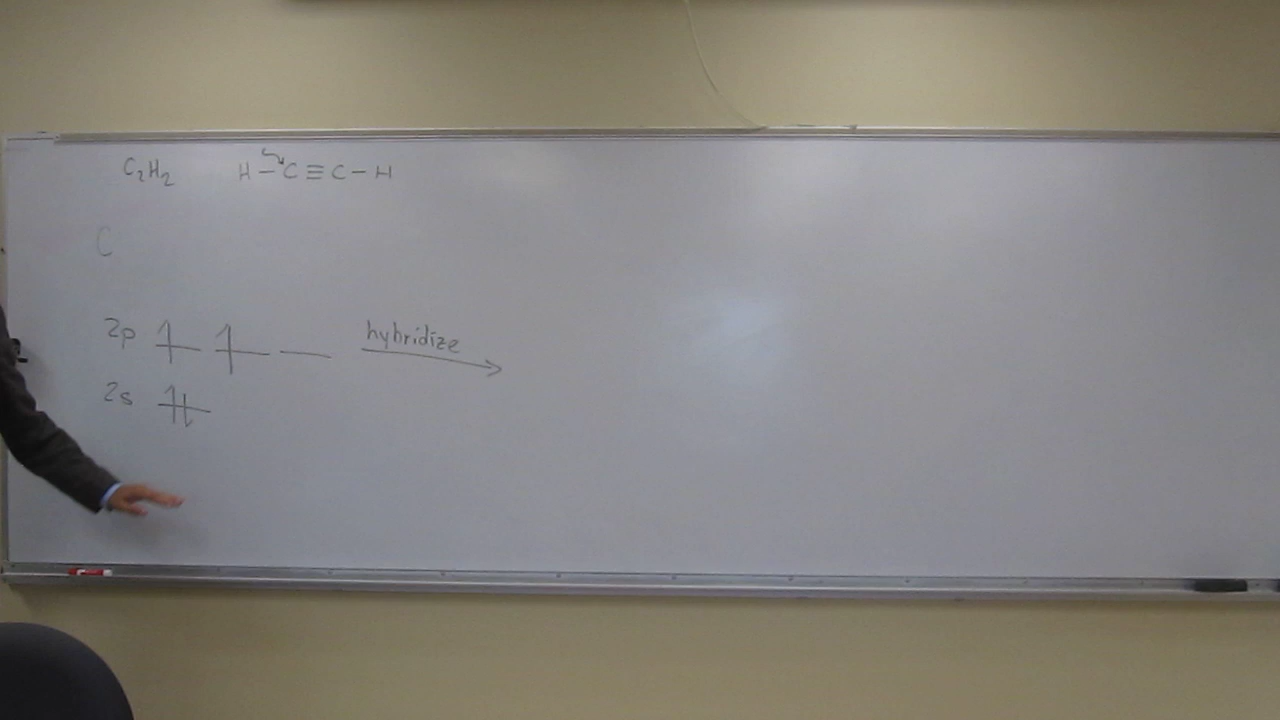 C₂H₂ H–C≡C–H
C
2p ↑ ↑ __ hybridize →
2s ↑↓